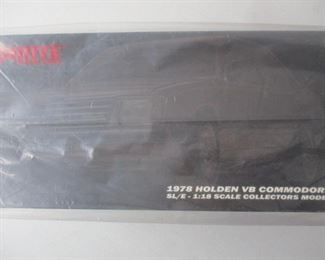 1978 HOLDEN VB COMMODOR
SL/E - 1:18 SCALE COLLECTORS MODE